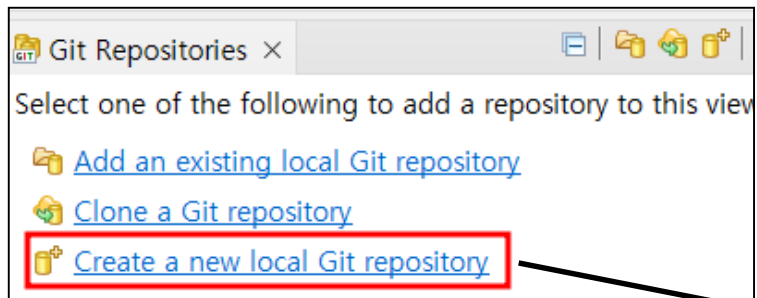 GIT Git Repositories ×
Select one of the following to add a repository to this view
Add an existing local Git repository
Clone a Git repository
Create a new local Git repository